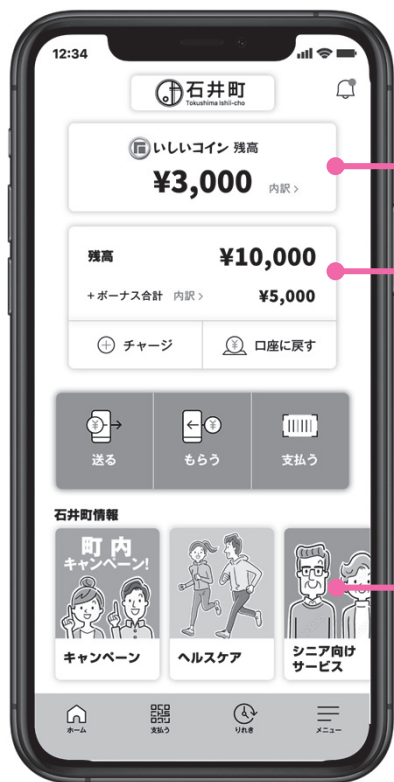 12:34
石井町
Tokushima Ishii-cho
いしいコイン 残高
¥3,000 内訳 >
残高 ¥10,000
+ボーナス合計 内訳 > ¥5,000
チャージ 口座に戻す
送る もらう 支払う
石井町情報
町内
キャンペーン!
キャンペーン
ヘルスケア
シニア向け
サービス
ホーム 支払う りれき メニュー